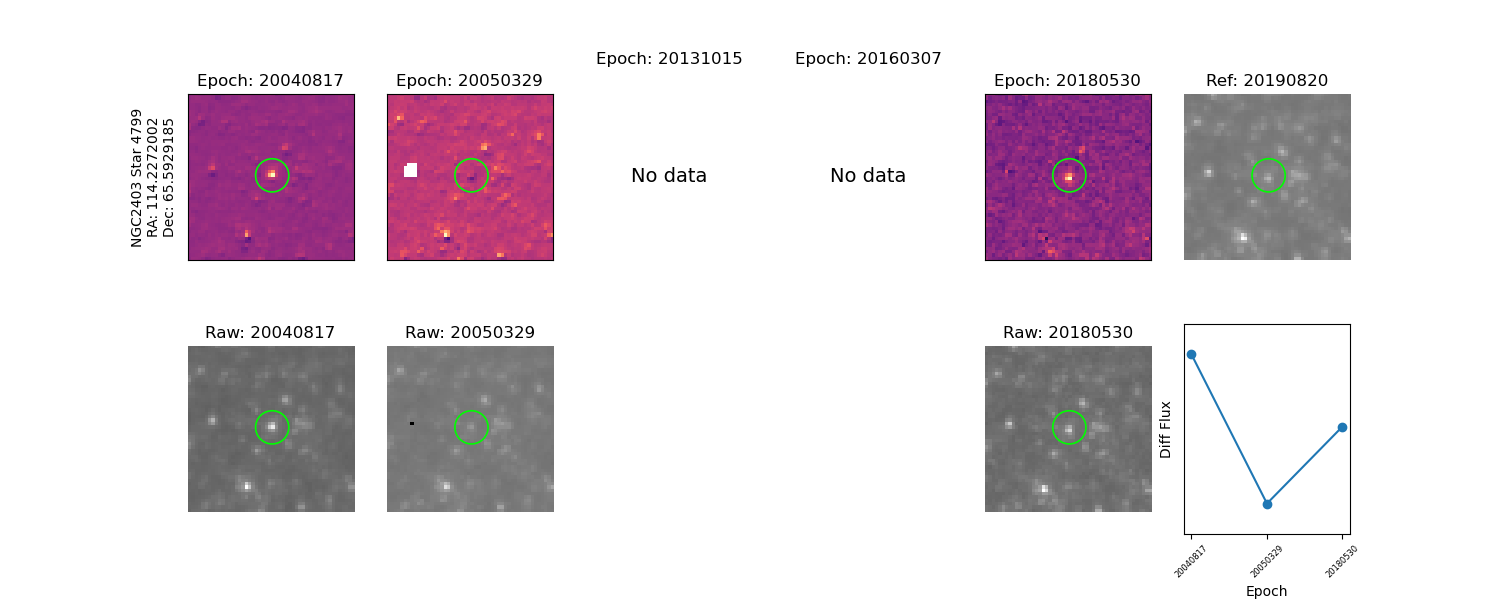 Epoch: 20131015
Epoch: 20160307
Epoch: 20040817
Epoch: 20050329
Epoch: 20180530
Ref: 20190820
NGC2403 Star 4799
RA: 114.2272002
Dec: 65.5929185
No data
No data
Raw: 20040817
Raw: 20050329
Raw: 20180530
Diff Flux
20040817
20050329
20180530
Epoch